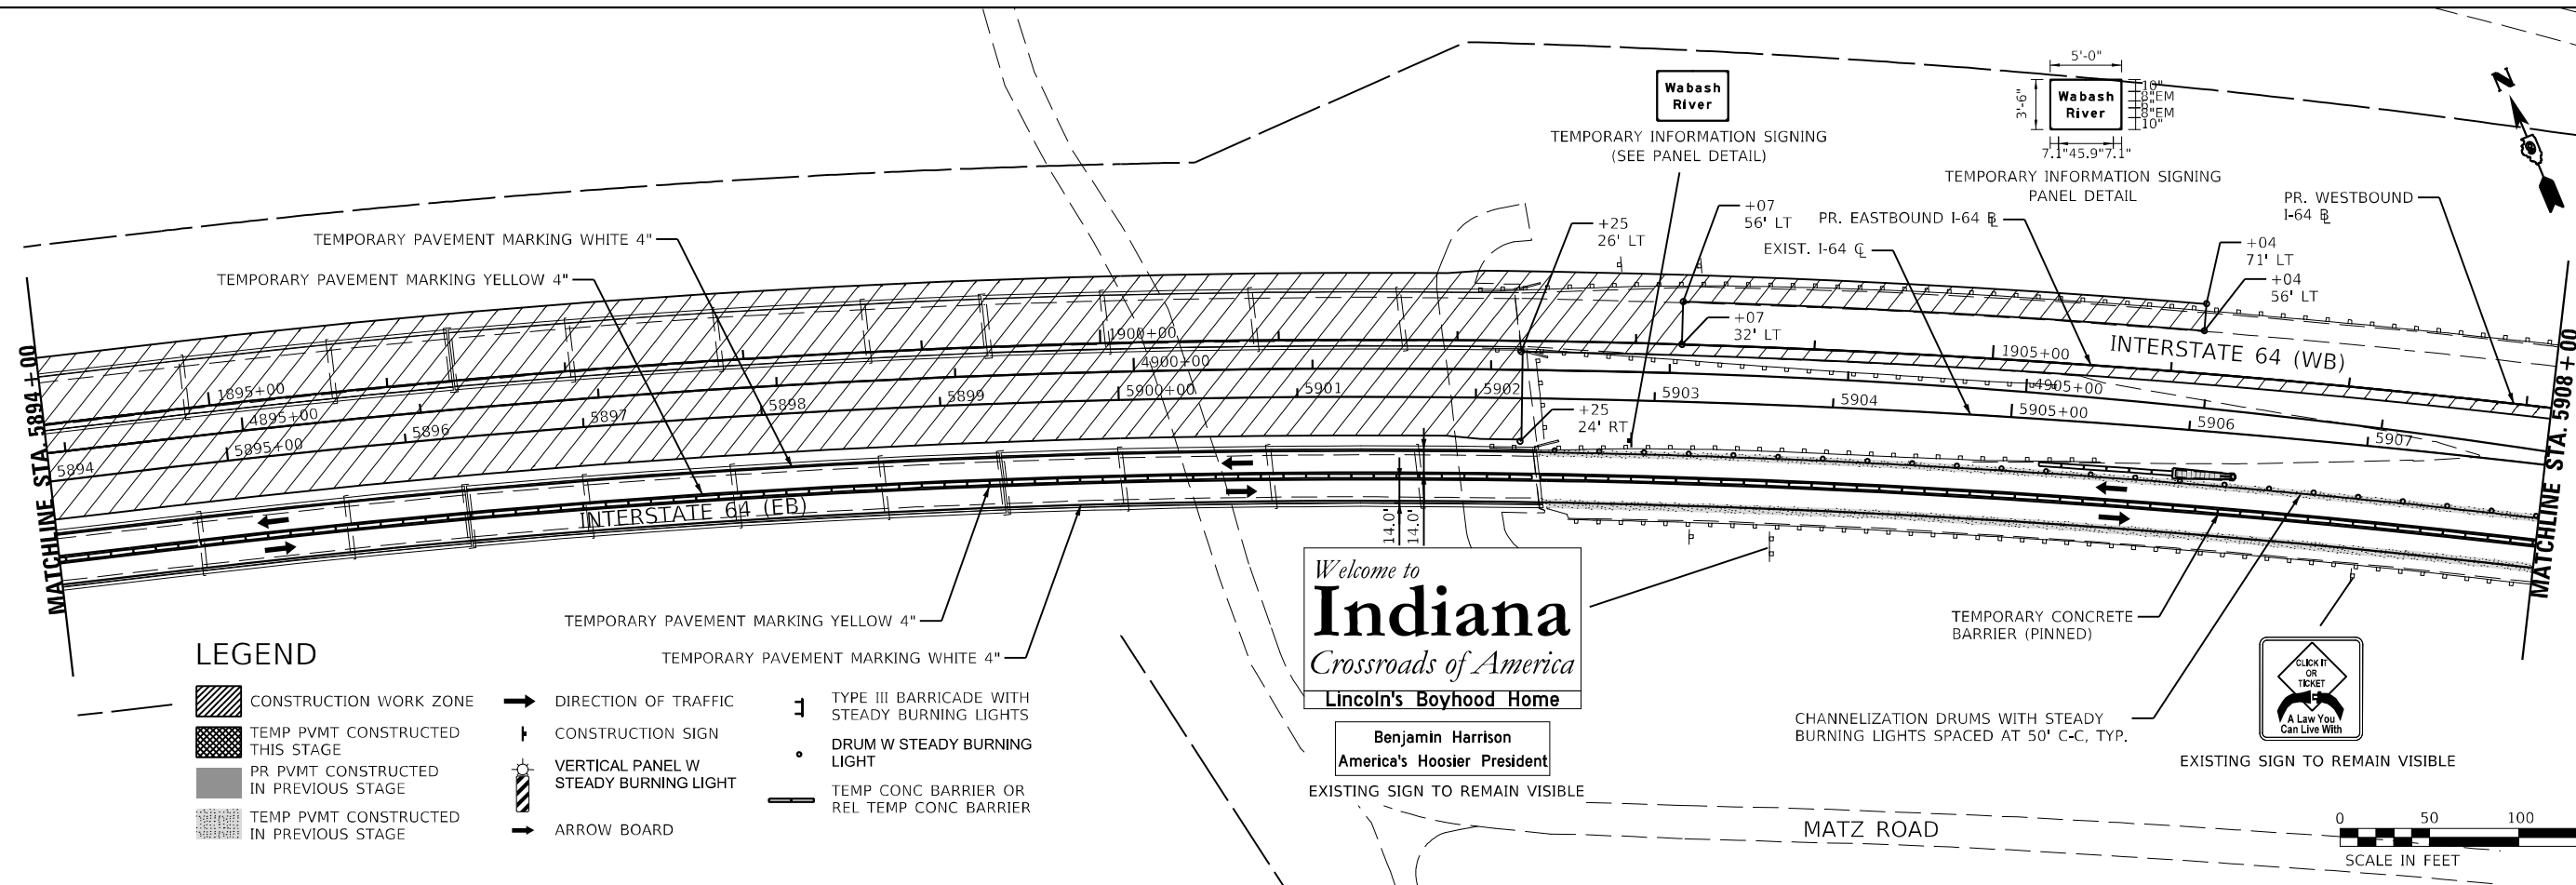 5'-0"
3'-6"
Wabash
River
10"
8"EM
6"
8"EM
10"
7.1"45.9"7.1"
TEMPORARY INFORMATION SIGNING
PANEL DETAIL
N
Wabash
River
TEMPORARY INFORMATION SIGNING
(SEE PANEL DETAIL)
+25
26' LT
+07
56' LT
PR. EASTBOUND I-64 BL
EXIST. I-64 CL
PR. WESTBOUND
I-64 BL
+04
71' LT
+04
56' LT
+07
32' LT
+25
24' RT
TEMPORARY PAVEMENT MARKING WHITE 4"
TEMPORARY PAVEMENT MARKING YELLOW 4"
MATCHLINE STA. 5894+00
MATCHLINE STA. 5908+00
1895+00
1900+00
1905+00
4895+00
4900+00
4905+00
5894
5895+00
5896
5897
5898
5899
5900+00
5901
5902
5903
5904
5905+00
5906
5907
INTERSTATE 64 (WB)
INTERSTATE 64 (EB)
14.0'
14.0'
TEMPORARY PAVEMENT MARKING YELLOW 4"
TEMPORARY PAVEMENT MARKING WHITE 4"
Welcome to
Indiana
Crossroads of America
Lincoln's Boyhood Home
Benjamin Harrison
America's Hoosier President
EXISTING SIGN TO REMAIN VISIBLE
TEMPORARY CONCRETE
BARRIER (PINNED)
CHANNELIZATION DRUMS WITH STEADY
BURNING LIGHTS SPACED AT 50' C-C, TYP.
CLICK IT
OR
TICKET
A Law You
Can Live With
EXISTING SIGN TO REMAIN VISIBLE
MATZ ROAD
0 50 100
SCALE IN FEET
LEGEND
CONSTRUCTION WORK ZONE
TEMP PVMT CONSTRUCTED
THIS STAGE
PR PVMT CONSTRUCTED
IN PREVIOUS STAGE
TEMP PVMT CONSTRUCTED
IN PREVIOUS STAGE
DIRECTION OF TRAFFIC
CONSTRUCTION SIGN
VERTICAL PANEL W
STEADY BURNING LIGHT
ARROW BOARD
TYPE III BARRICADE WITH
STEADY BURNING LIGHTS
DRUM W STEADY BURNING
LIGHT
TEMP CONC BARRIER OR
REL TEMP CONC BARRIER